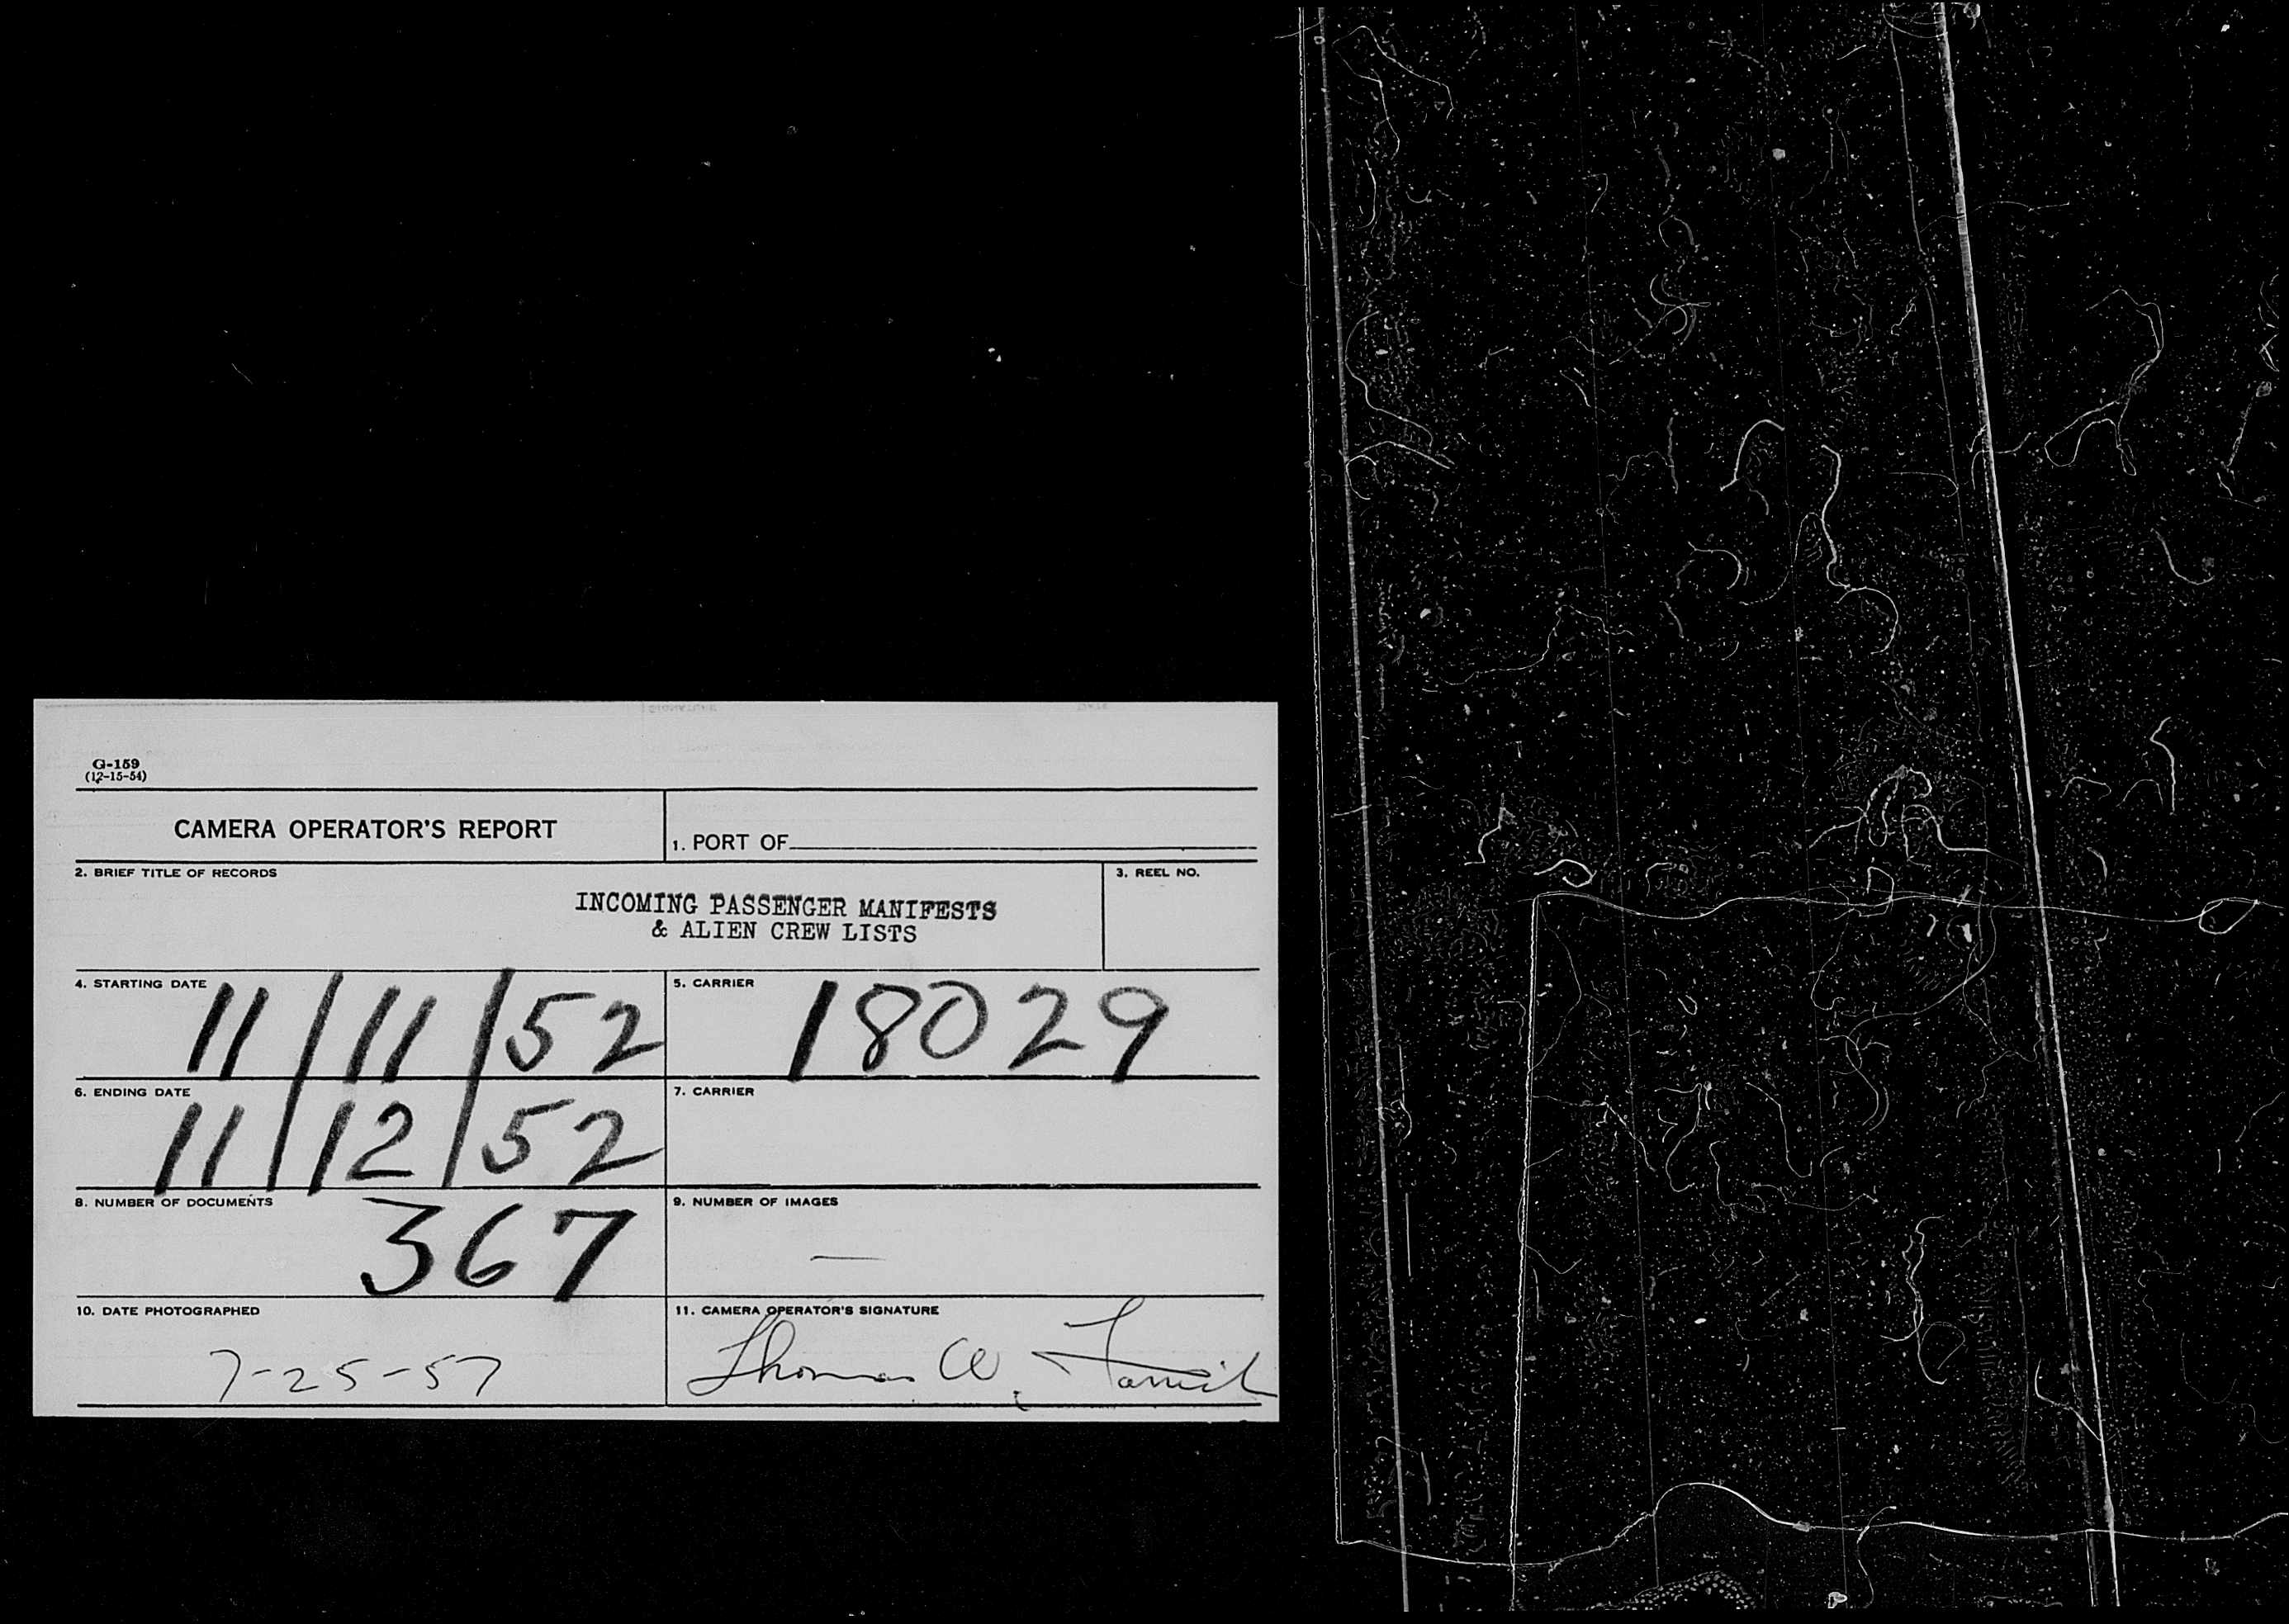 G-159
(12-15-54)
CAMERA OPERATOR'S REPORT
1. PORT OF
2. BRIEF TITLE OF RECORDS
3. REEL NO.
INCOMING PASSENGER MANIFESTS
& ALIEN CREW LISTS
4. STARTING DATE
11/11/52
5. CARRIER
18029
6. ENDING DATE
11/12/52
7. CARRIER
8. NUMBER OF DOCUMENTS
367
9. NUMBER OF IMAGES
—
10. DATE PHOTOGRAPHED
7-25-57
11. CAMERA OPERATOR'S SIGNATURE
Thomas W.